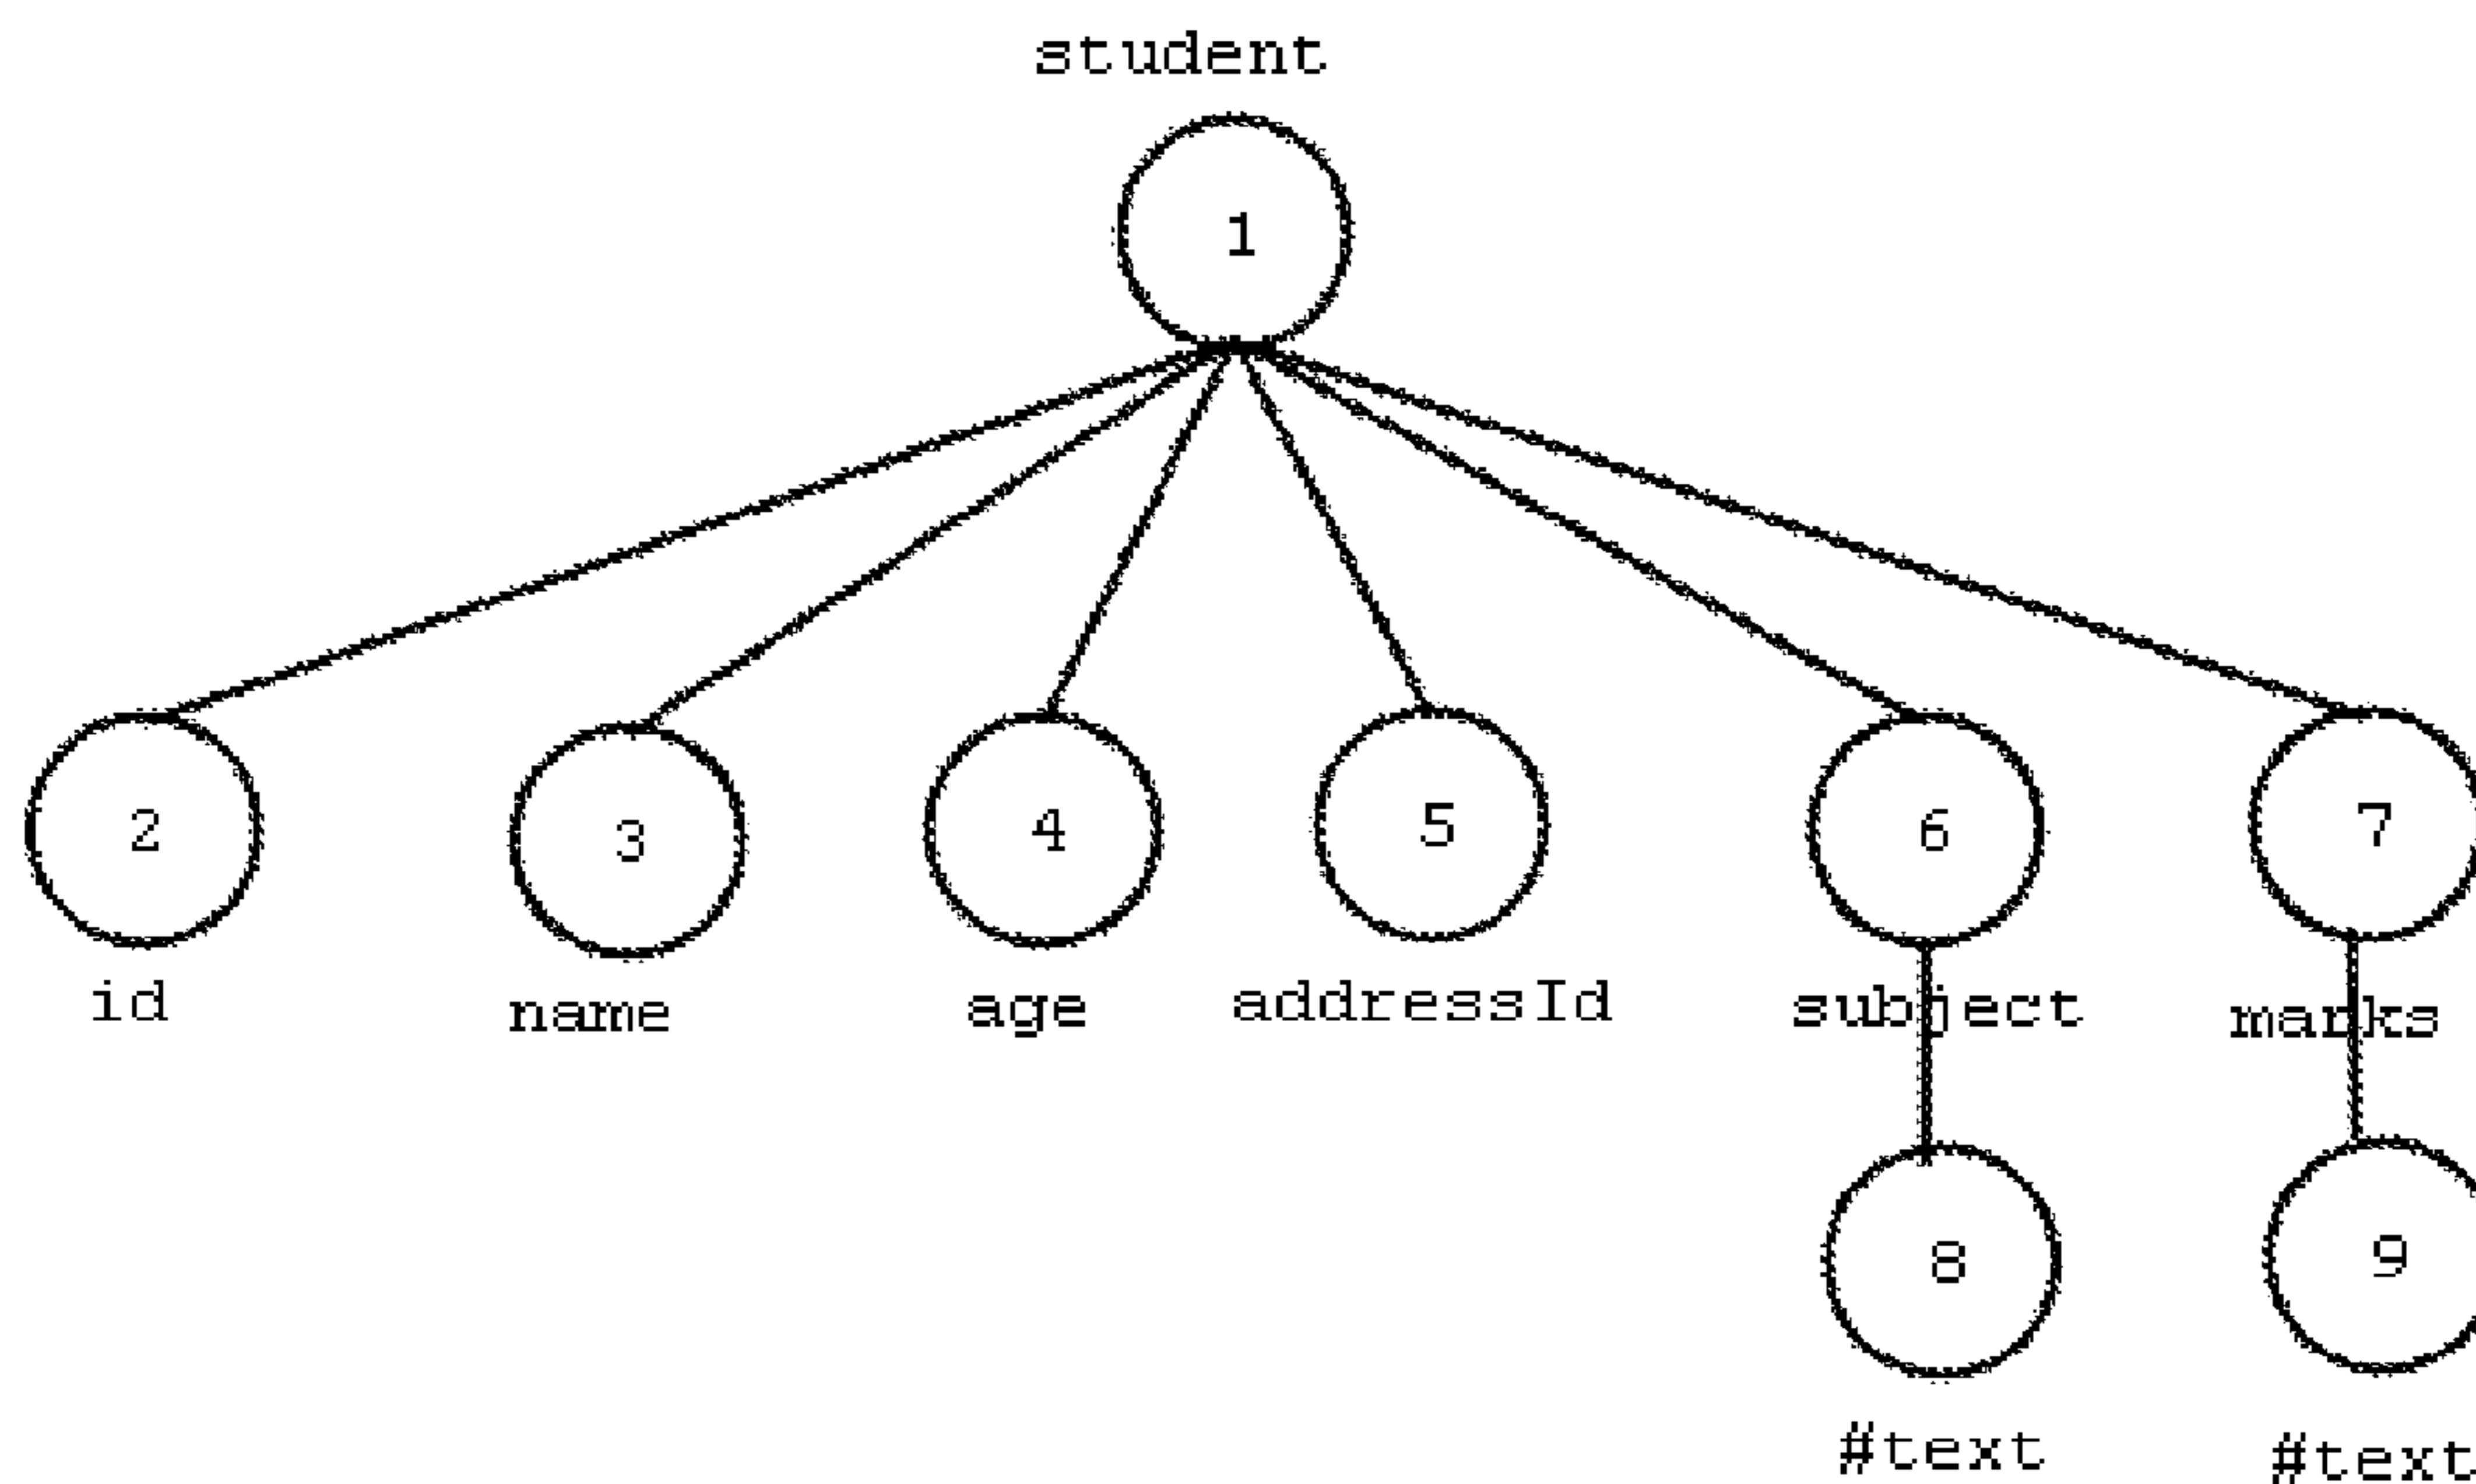 student
1
2 3 4 5 6 7
id name age addressId subject marks
8 9
#text #text